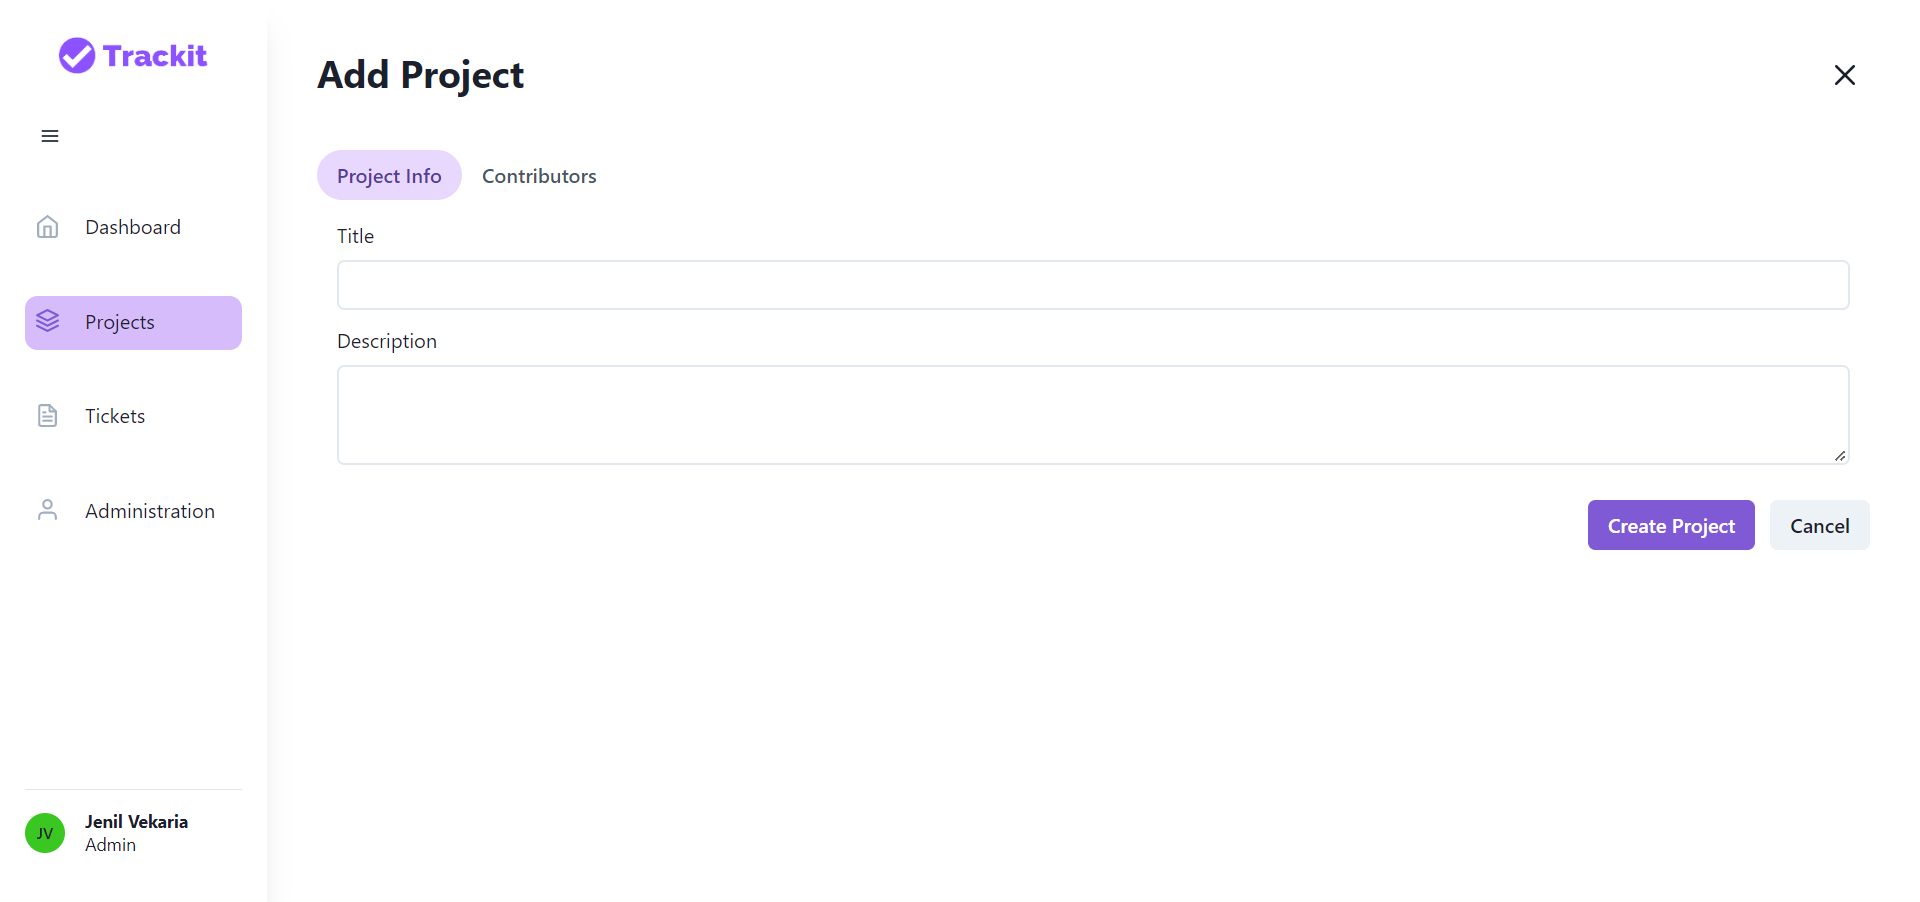 Trackit
Dashboard
Projects
Tickets
Administration
JV
Jenil Vekaria
Admin
Add Project
Project Info
Contributors
Title
Description
Create Project
Cancel